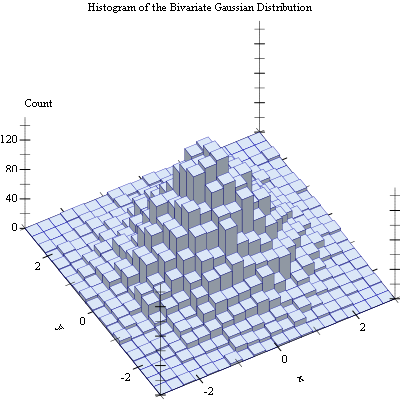 Histogram of the Bivariate Gaussian Distribution
Count
120
80
40
0
2
0
-2
y
-2
0
2
x